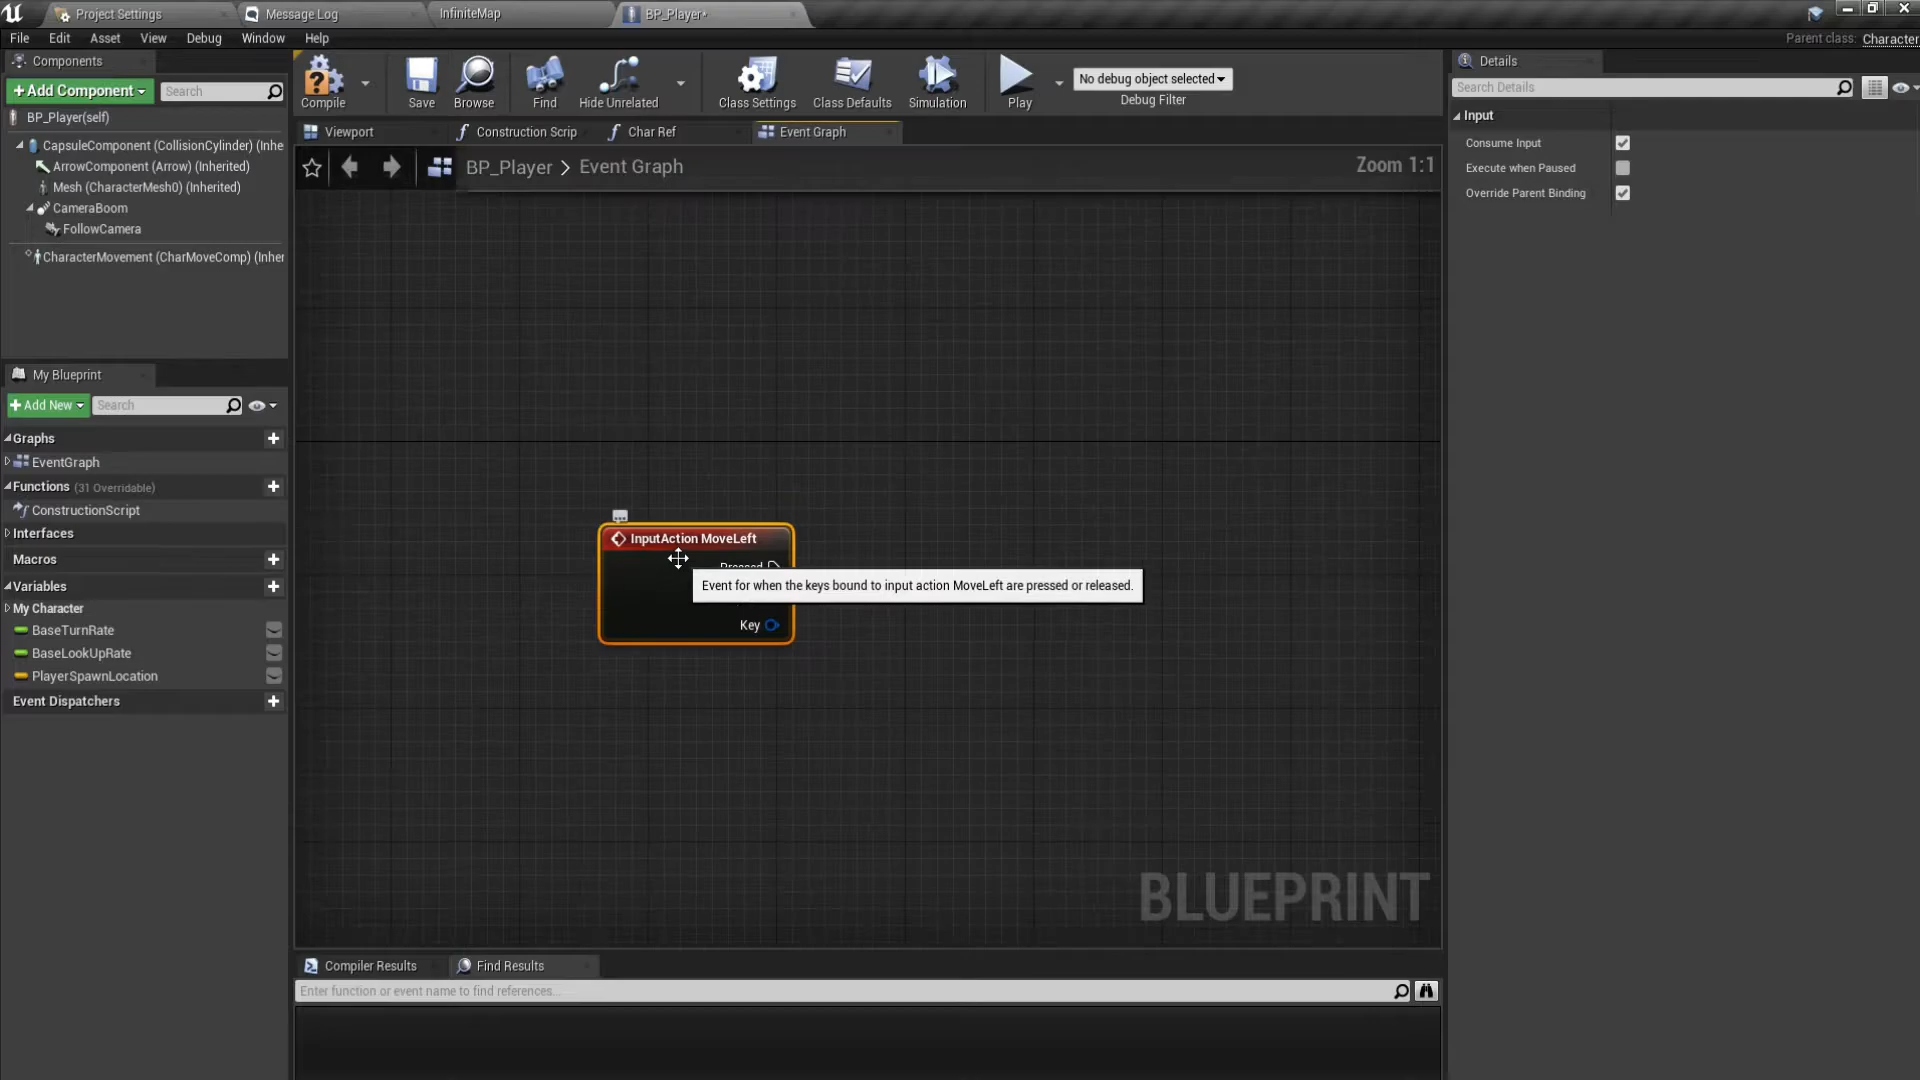 Project Settings
Message Log
InfiniteMap
BP_Player*
File Edit Asset View Debug Window Help
Parent class: Character
Components
+Add Component
Search
BP_Player(self)
CapsuleComponent (CollisionCylinder) (Inhe
ArrowComponent (Arrow) (Inherited)
Mesh (CharacterMesh0) (Inherited)
CameraBoom
FollowCamera
CharacterMovement (CharMoveComp) (Inher
My Blueprint
+Add New
Search
Graphs
EventGraph
Functions (31 Overridable)
ConstructionScript
Interfaces
Macros
Variables
My Character
BaseTurnRate
BaseLookUpRate
PlayerSpawnLocation
Event Dispatchers
Compile
Save
Browse
Find
Hide Unrelated
Class Settings
Class Defaults
Simulation
Play
No debug object selected
Debug Filter
Viewport
Construction Scrip
Char Ref
Event Graph
BP_Player > Event Graph
Zoom 1:1
InputAction MoveLeft
Pressed
Event for when the keys bound to input action MoveLeft are pressed or released.
Key
BLUEPRINT
Compiler Results
Find Results
Enter function or event name to find references...
Details
Search Details
Input
Consume Input
Execute when Paused
Override Parent Binding